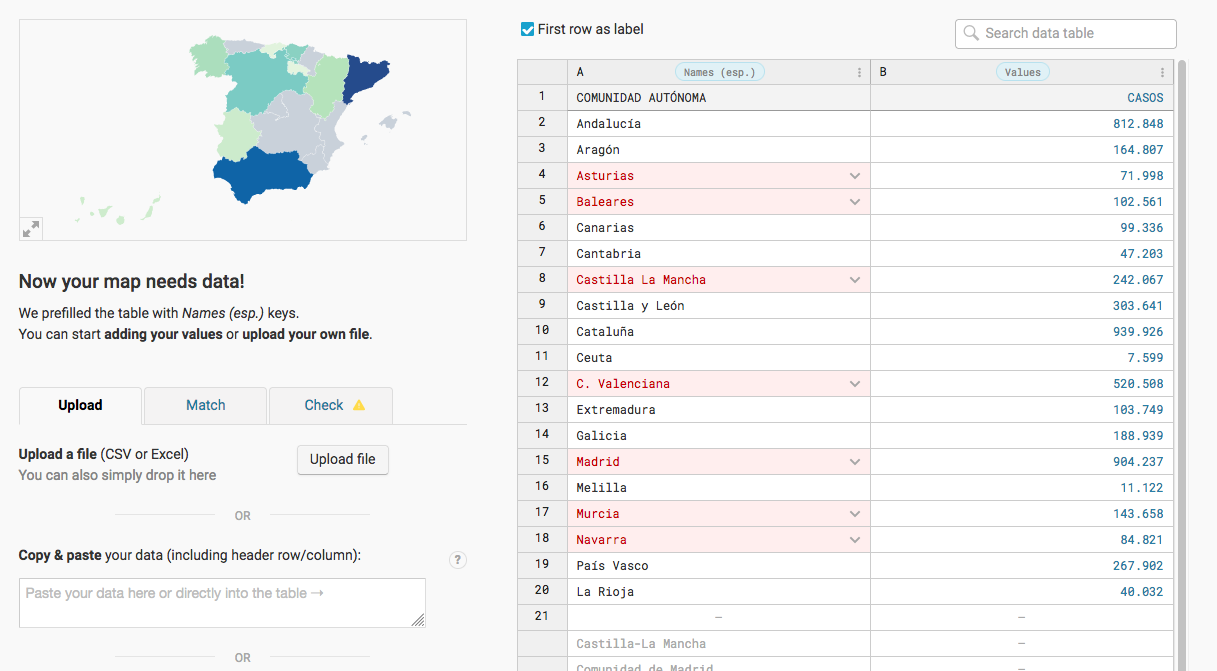 Now your map needs data!
We prefilled the table with Names (esp.) keys.
You can start adding your values or upload your own file.
Upload
Match
Check
Upload a file (CSV or Excel)
You can also simply drop it here
Upload file
OR
Copy & paste your data (including header row/column):
?
Paste your data here or directly into the table →
OR
First row as label
Search data table
A Names (esp.) B Values
1 COMUNIDAD AUTÓNOMA CASOS
2 Andalucía 812.848
3 Aragón 164.807
4 Asturias 71.998
5 Baleares 102.561
6 Canarias 99.336
7 Cantabria 47.203
8 Castilla La Mancha 242.067
9 Castilla y León 303.641
10 Cataluña 939.926
11 Ceuta 7.599
12 C. Valenciana 520.508
13 Extremadura 103.749
14 Galicia 188.939
15 Madrid 904.237
16 Melilla 11.122
17 Murcia 143.658
18 Navarra 84.821
19 País Vasco 267.902
20 La Rioja 40.032
21 — —
Castilla-La Mancha —
Comunidad de Madrid —